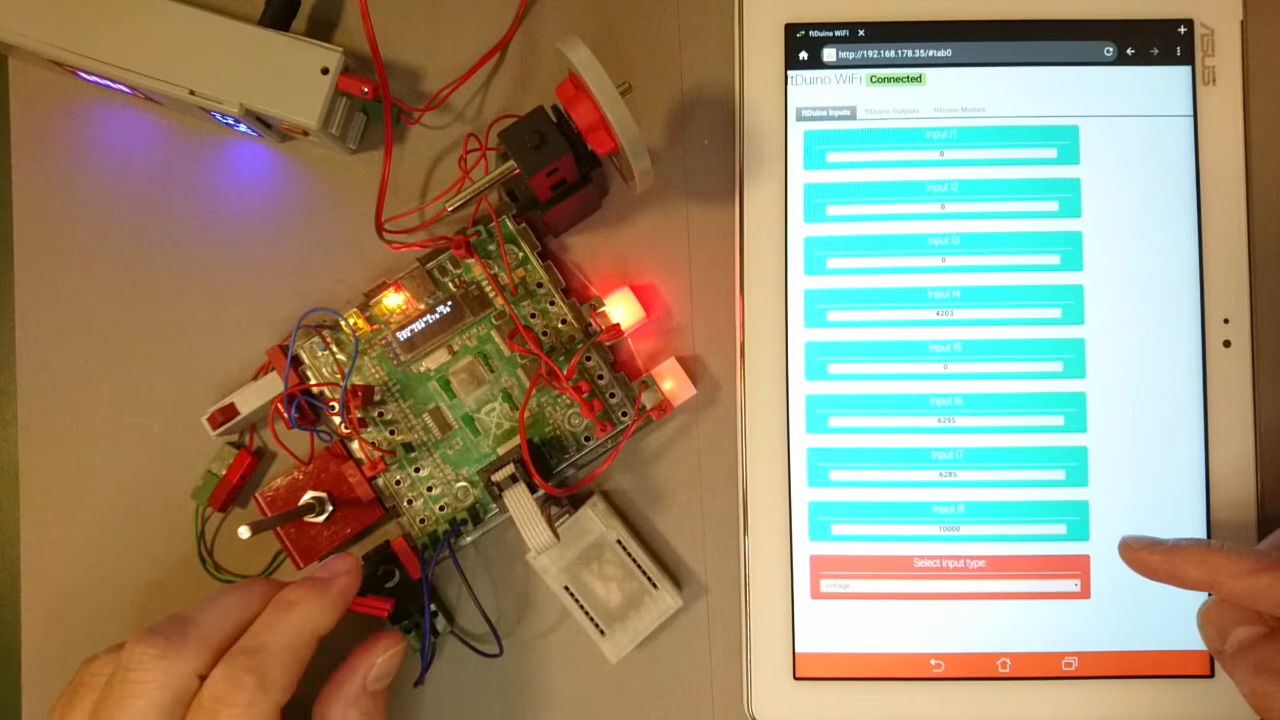 ftDuino WiFi
http://192.168.178.35/#tab0
ftDuino WiFi Connected
ftDuino Inputs ftDuino Outputs ftDuino Motors
Input I1
0
Input I2
0
Input I3
0
Input I4
4203
Input I5
0
Input I6
6295
Input I7
6285
Input I8
10000
Select input type:
voltage
ASUS